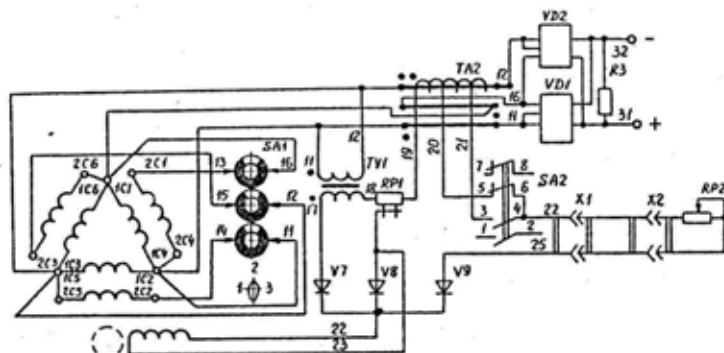 VD2
32 -
12
TA2
R3
16
VD1
11
31 +
2C6 2C1 13 SA1 16
1C6 1C1
11
12
TV1
19 20 21
7 8
15 12
17
18 RP1
5 6
SA2
14 11
3 4
22 X1 X2 RP2
1 2
25
1C4 2C4
2C3 1C3 1C2
1C5
2C5 2C2
2
1 3
V7 V8 V9
22
23